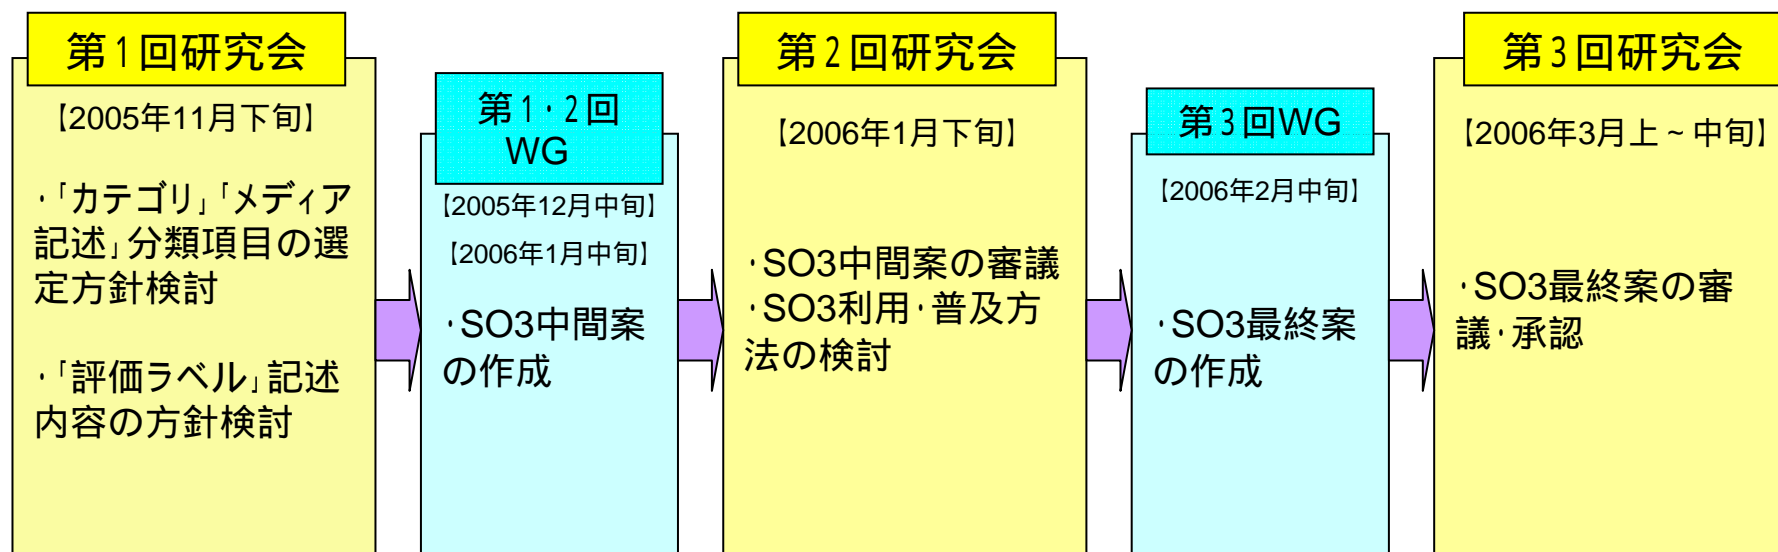 第1回研究会
【2005年11月下旬】
・「カテゴリ」「メディア
記述」分類項目の選
定方針検討
・「評価ラベル」記述
内容の方針検討
第1・2回
WG
【2005年12月中旬】
【2006年1月中旬】
・SO3中間案
の作成
第2回研究会
【2006年1月下旬】
・SO3中間案の審議
・SO3利用・普及方
法の検討
第3回WG
【2006年2月中旬】
・SO3最終案
の作成
第3回研究会
【2006年3月上~中旬】
・SO3最終案の審
議・承認